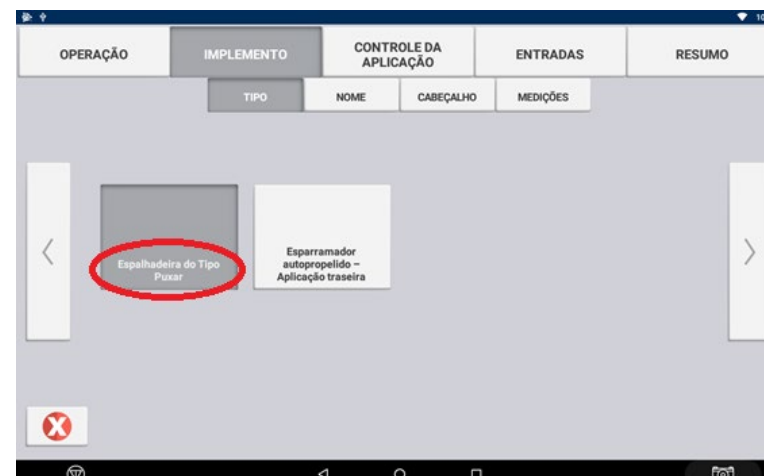 10
OPERAÇÃO
IMPLEMENTO
CONTROLE DA
APLICAÇÃO
ENTRADAS
RESUMO
TIPO
NOME
CABEÇALHO
MEDIÇÕES
Espalhadeira do Tipo
Puxar
Esparramador
autopropelido –
Aplicação traseira